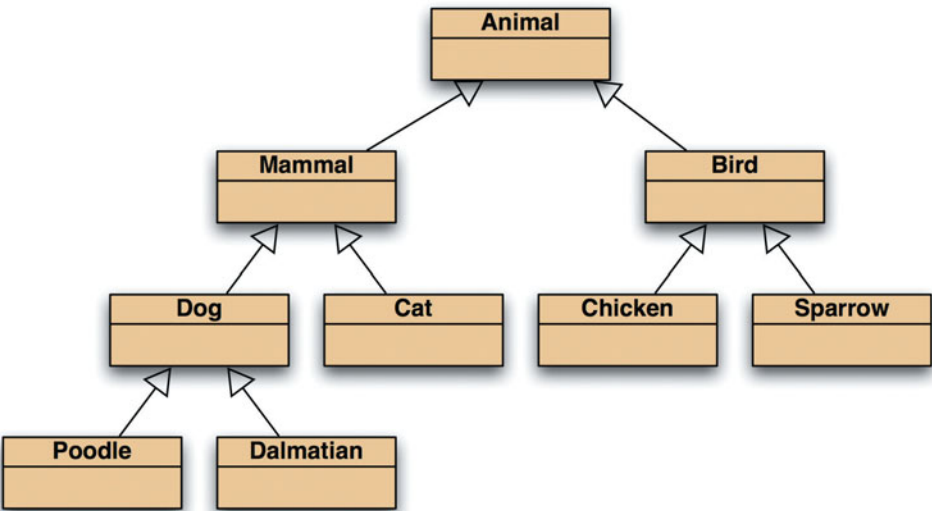 Animal
Mammal
Bird
Dog
Cat
Chicken
Sparrow
Poodle
Dalmatian